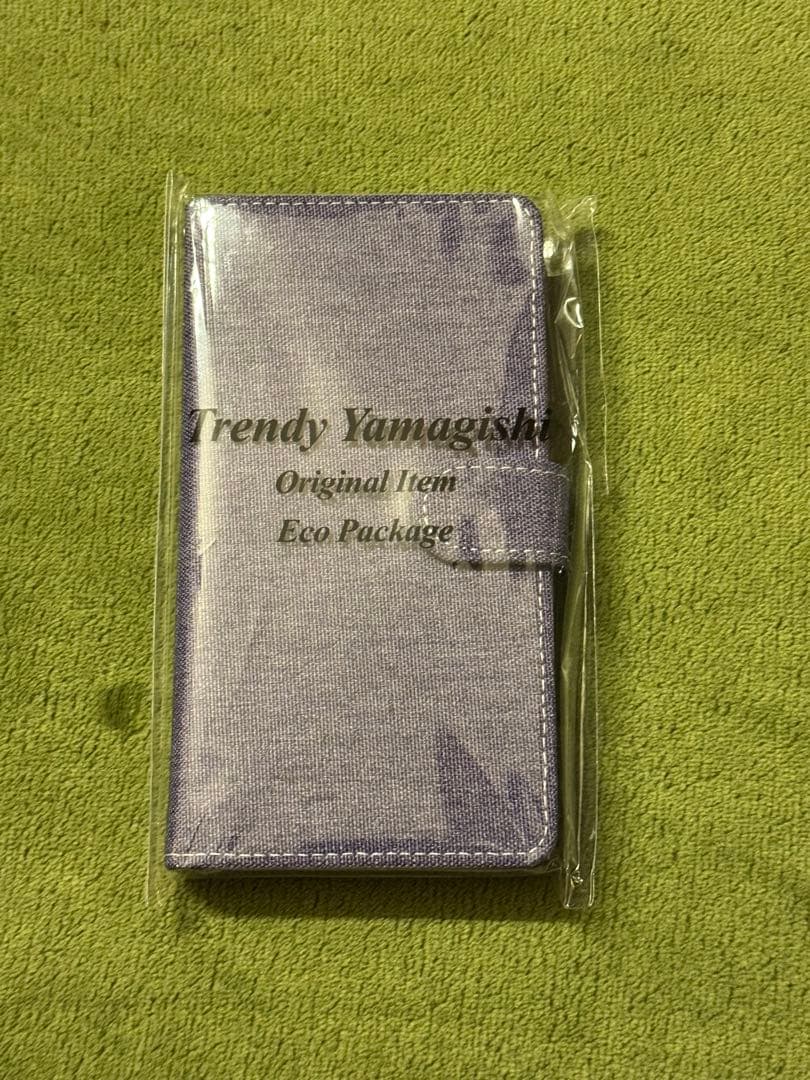 Trendy Yamagishi
Original Item
Eco Package